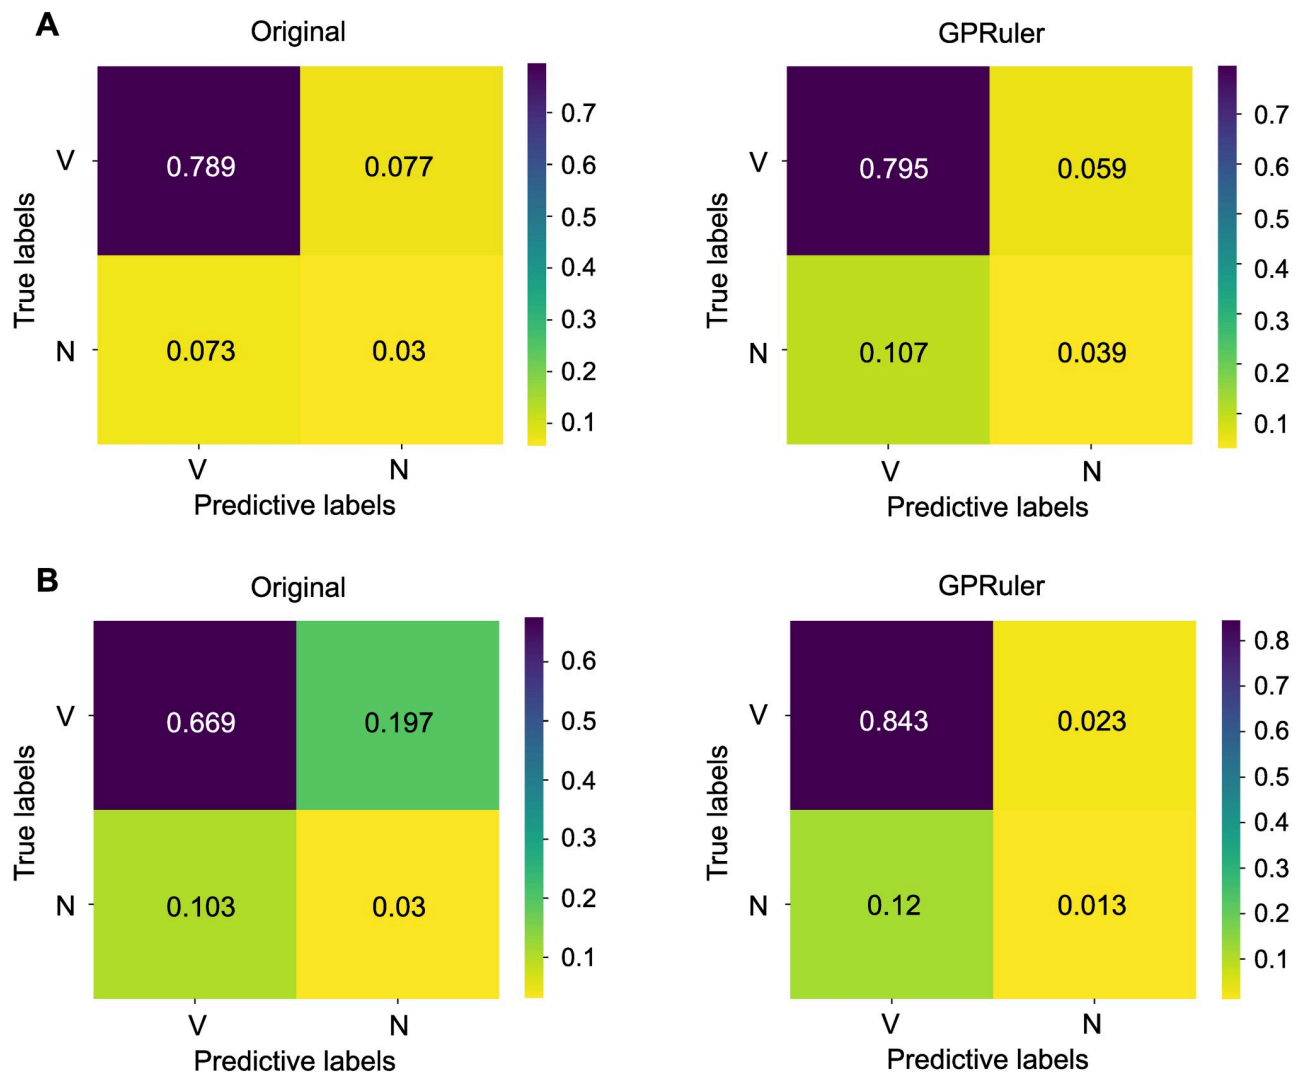 A
Original
GPRuler
True labels
V
N
0.789
0.077
0.073
0.03
V
N
Predictive labels
0.7
0.6
0.5
0.4
0.3
0.2
0.1
True labels
V
N
0.795
0.059
0.107
0.039
V
N
Predictive labels
0.7
0.6
0.5
0.4
0.3
0.2
0.1
B
Original
GPRuler
True labels
V
N
0.669
0.197
0.103
0.03
V
N
Predictive labels
0.6
0.5
0.4
0.3
0.2
0.1
True labels
V
N
0.843
0.023
0.12
0.013
V
N
Predictive labels
0.8
0.7
0.6
0.5
0.4
0.3
0.2
0.1